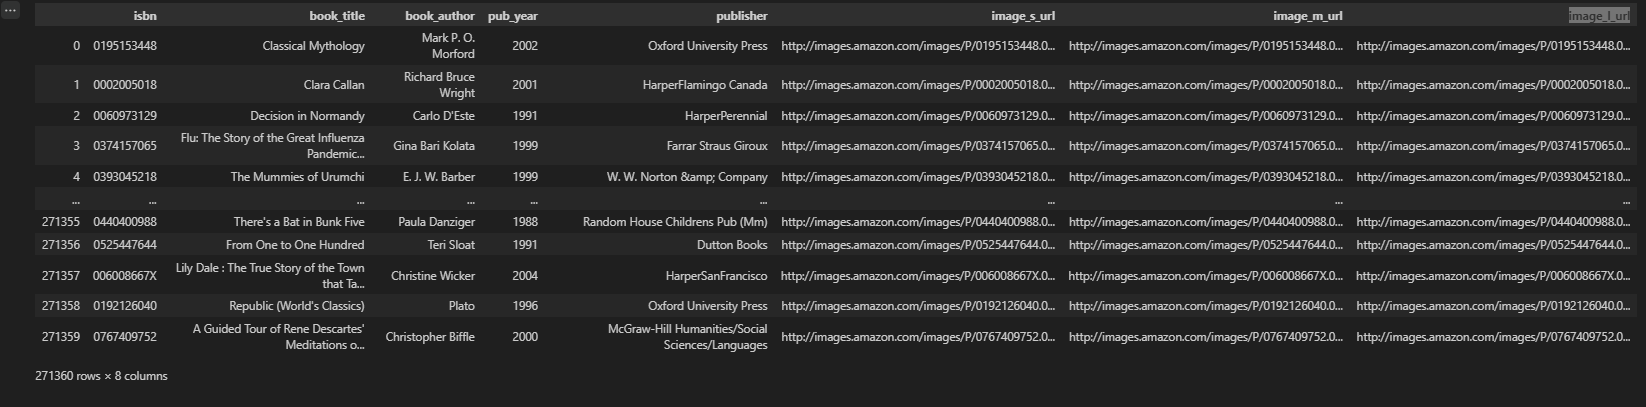 isbn book_title book_author pub_year publisher image_s_url image_m_url image_l_url
0 0195153448 Classical Mythology Mark P. O. Morford 2002 Oxford University Press http://images.amazon.com/images/P/0195153448.0... http://images.amazon.com/images/P/0195153448.0... http://images.amazon.com/images/P/0195153448.0...
1 0002005018 Clara Callan Richard Bruce Wright 2001 HarperFlamingo Canada http://images.amazon.com/images/P/0002005018.0... http://images.amazon.com/images/P/0002005018.0... http://images.amazon.com/images/P/0002005018.0...
2 0060973129 Decision in Normandy Carlo D'Este 1991 HarperPerennial http://images.amazon.com/images/P/0060973129.0... http://images.amazon.com/images/P/0060973129.0... http://images.amazon.com/images/P/0060973129.0...
3 0374157065 Flu: The Story of the Great Influenza Pandemic... Gina Bari Kolata 1999 Farrar Straus Giroux http://images.amazon.com/images/P/0374157065.0... http://images.amazon.com/images/P/0374157065.0... http://images.amazon.com/images/P/0374157065.0...
4 0393045218 The Mummies of Urumchi E. J. W. Barber 1999 W. W. Norton &amp; Company http://images.amazon.com/images/P/0393045218.0... http://images.amazon.com/images/P/0393045218.0... http://images.amazon.com/images/P/0393045218.0...
... ... ... ... ... ... ... ... ...
271355 0440400988 There's a Bat in Bunk Five Paula Danziger 1988 Random House Childrens Pub (Mm) http://images.amazon.com/images/P/0440400988.0... http://images.amazon.com/images/P/0440400988.0... http://images.amazon.com/images/P/0440400988.0...
271356 0525447644 From One to One Hundred Teri Sloat 1991 Dutton Books http://images.amazon.com/images/P/0525447644.0... http://images.amazon.com/images/P/0525447644.0... http://images.amazon.com/images/P/0525447644.0...
271357 006008667X Lily Dale : The True Story of the Town that Ta... Christine Wicker 2004 HarperSanFrancisco http://images.amazon.com/images/P/006008667X.0... http://images.amazon.com/images/P/006008667X.0... http://images.amazon.com/images/P/006008667X.0...
271358 0192126040 Republic (World's Classics) Plato 1996 Oxford University Press http://images.amazon.com/images/P/0192126040.0... http://images.amazon.com/images/P/0192126040.0... http://images.amazon.com/images/P/0192126040.0...
271359 0767409752 A Guided Tour of Rene Descartes' Meditations o... Christopher Biffle 2000 McGraw-Hill Humanities/Social Sciences/Languages http://images.amazon.com/images/P/0767409752.0... http://images.amazon.com/images/P/0767409752.0... http://images.amazon.com/images/P/0767409752.0...
271360 rows × 8 columns